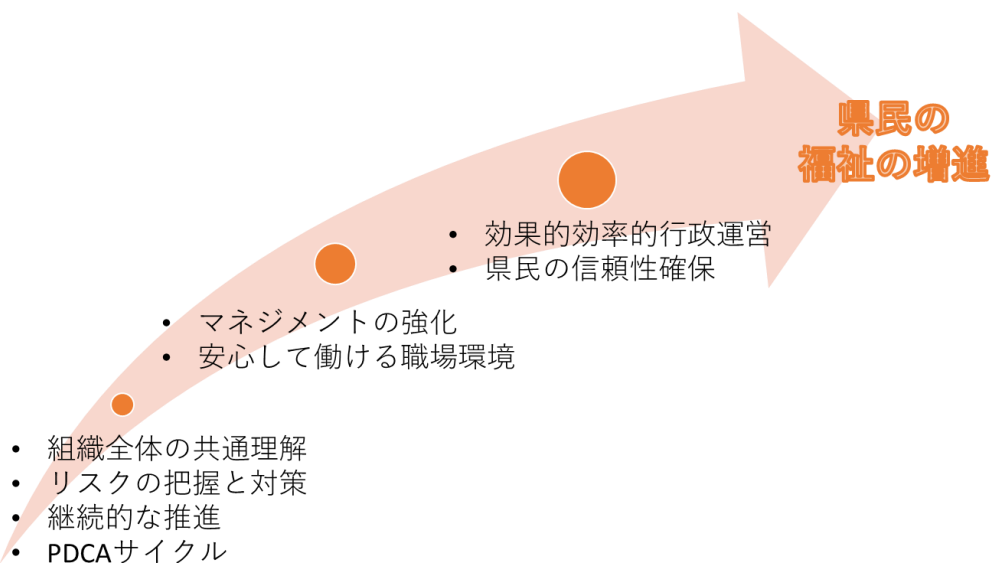 県民の
福祉の増進
• 効果的効率的行政運営
• 県民の信頼性確保
• マネジメントの強化
• 安心して働ける職場環境
• 組織全体の共通理解
• リスクの把握と対策
• 継続的な推進
• PDCAサイクル